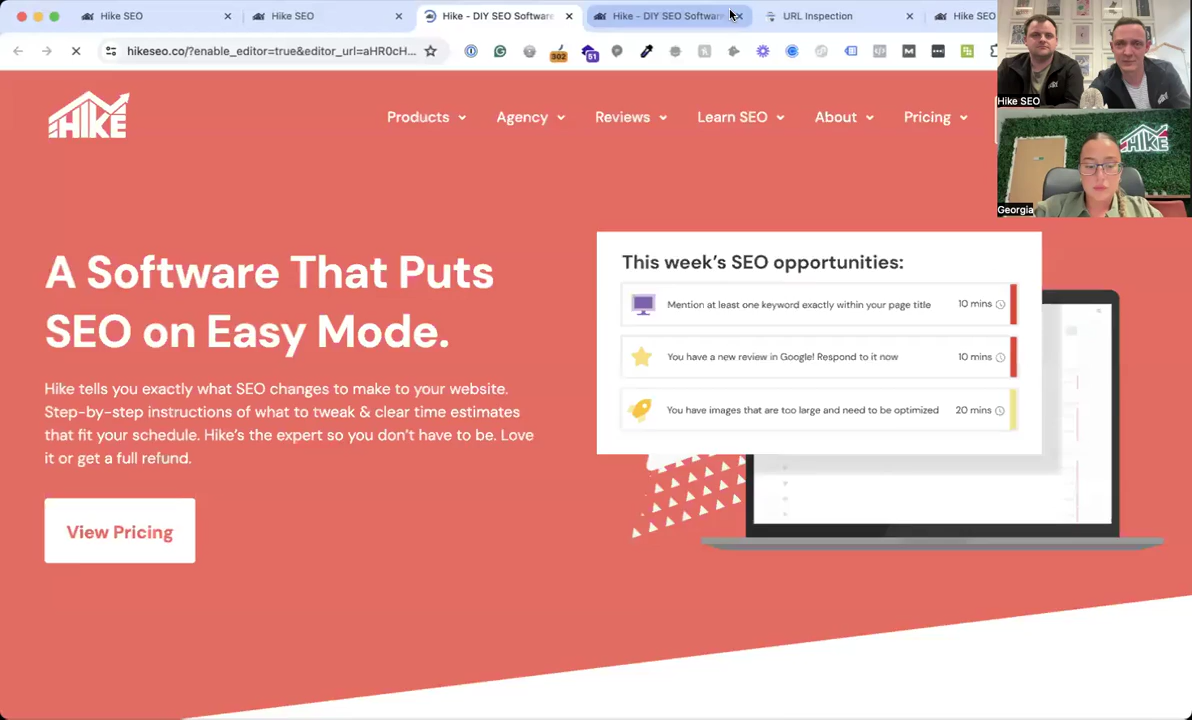 Hike SEO
Hike SEO
Hike - DIY SEO Software
Hike - DIY SEO Software
URL Inspection
Hike SEO
hikeseo.co/?enable_editor=true&editor_url=aHR0cH...
302
51
HIKE
Products
Agency
Reviews
Learn SEO
About
Pricing
Hike SEO
HIKE
Georgia
A Software That Puts
SEO on Easy Mode.
Hike tells you exactly what SEO changes to make to your website.
Step-by-step instructions of what to tweak & clear time estimates
that fit your schedule. Hike's the expert so you don't have to be. Love
it or get a full refund.
View Pricing
This week's SEO opportunities:
Mention at least one keyword exactly within your page title 10 mins
You have a new review in Google! Respond to it now 10 mins
You have images that are too large and need to be optimized 20 mins